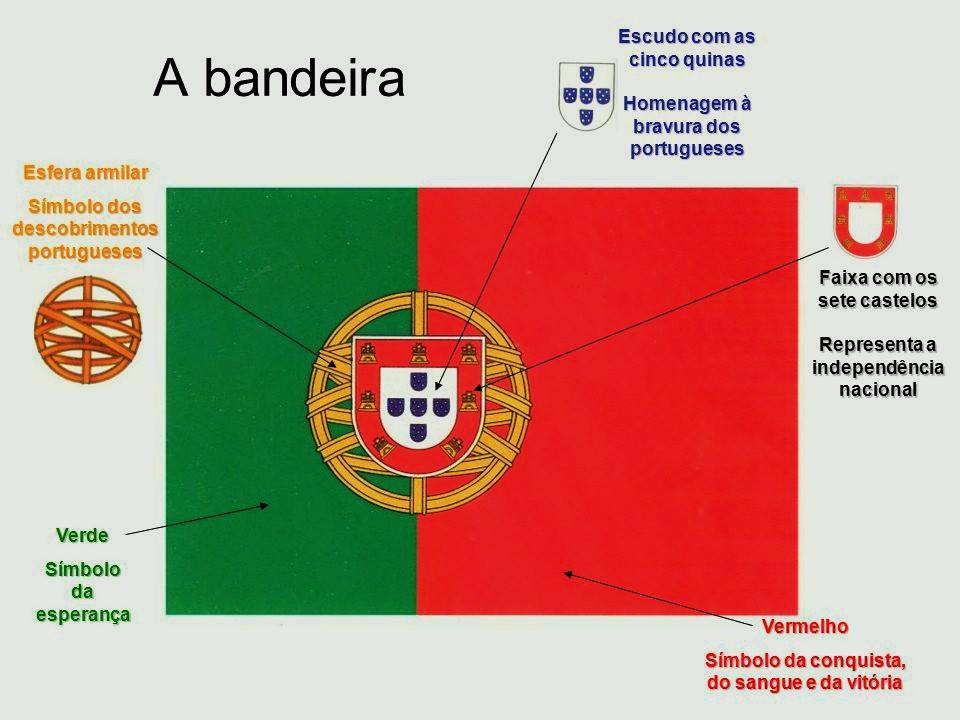 A bandeira
Escudo com as
cinco quinas
Homenagem à
bravura dos
portugueses
Esfera armilar
Símbolo dos
descobrimentos
portugueses
Faixa com os
sete castelos
Representa a
independência
nacional
Verde
Símbolo
da
esperança
Vermelho
Símbolo da conquista,
do sangue e da vitória